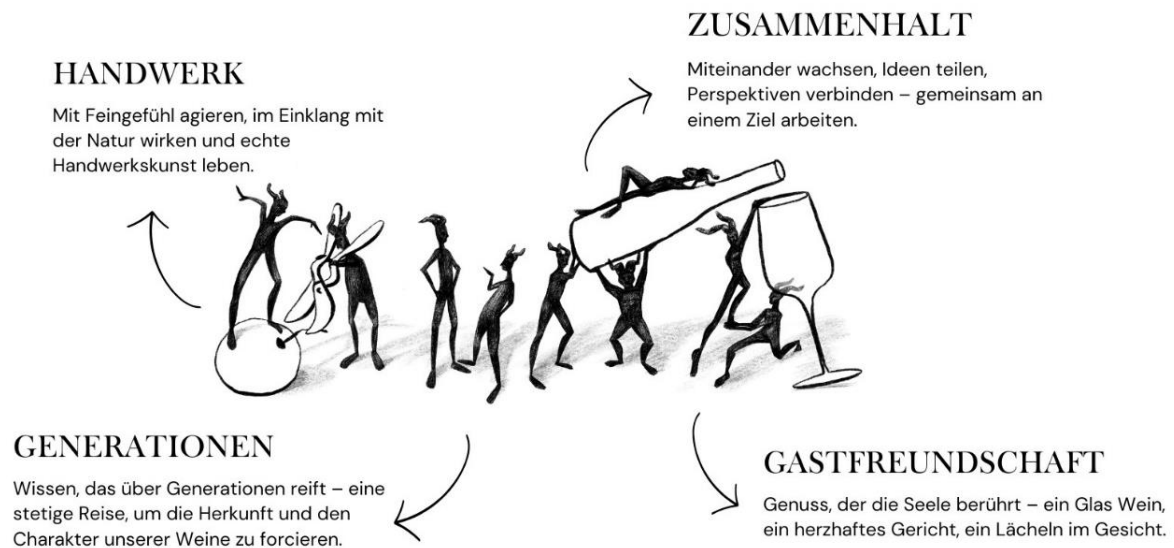 HANDWERK
Mit Feingefühl agieren, im Einklang mit
der Natur wirken und echte
Handwerkskunst leben.
ZUSAMMENHALT
Miteinander wachsen, Ideen teilen,
Perspektiven verbinden – gemeinsam an
einem Ziel arbeiten.
GENERATIONEN
Wissen, das über Generationen reift – eine
stetige Reise, um die Herkunft und den
Charakter unserer Weine zu forcieren.
GASTFREUNDSCHAFT
Genuss, der die Seele berührt – ein Glas Wein,
ein herzhaftes Gericht, ein Lächeln im Gesicht.